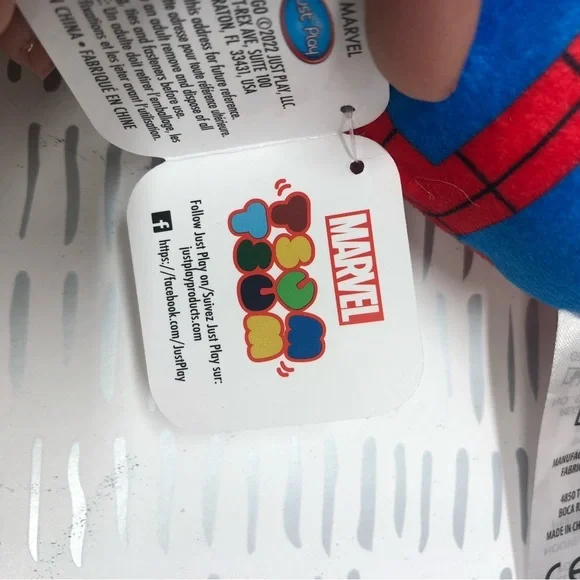 MARVEL
just Play
GO ©2022 JUST PLAY, LLC
T-REX AVE, SUITE 100
RATON, FL 33431, USA
this address for future reference.
adresse pour toute référence ultérieure.
an adult remove and dispose of all
and fasteners before use.
un adulte doit retirer l'emballage, les
et les jeter avant l'utilisation.
CHINA • FABRIQUÉ EN CHINE
MARVEL
TSUM
TSUM
Follow Just Play on/Suivez Just Play sur:
justplayproducts.com
f https://facebook.com/JustPlay
MANUFA
FABRI
4850 T
BOCA R
MADE IN CH
CE